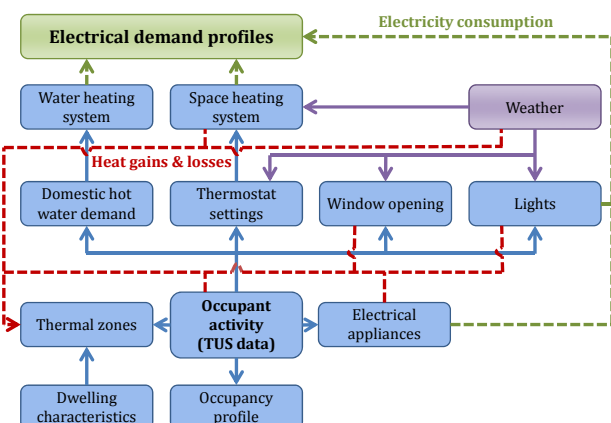 Electricity consumption
Electrical demand profiles
Water heating
system
Space heating
system
Weather
Heat gains & losses
Domestic hot
water demand
Thermostat
settings
Window opening
Lights
Thermal zones
Occupant
activity
(TUS data)
Electrical
appliances
Dwelling
characteristics
Occupancy
profile